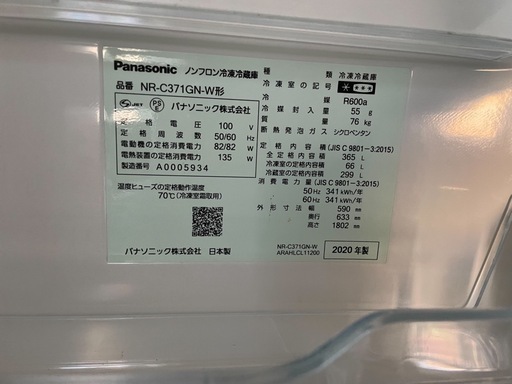 Panasonic ノンフロン冷凍冷蔵庫
品番 NR-C371GN-W形
JET PSE パナソニック株式会社
定格電圧 100 V
定格周波数 50/60 Hz
電動機の定格消費電力 82/82 W
電熱装置の定格消費電力 135 W
製造番号 A0005934
温度ヒューズの定格動作温度
70℃(冷凍室霜取用)
パナソニック株式会社 日本製
種類 冷凍冷蔵庫
冷凍室の記号
冷媒 R600a
冷媒封入量 55 g
質量 76 kg
断熱発泡ガス シクロペンタン
定格内容積 (JIS C 9801-3:2015)
全定格内容積 365 L
冷凍室の定格内容積 66 L
冷蔵室の定格内容積 299 L
消費電力量 (JIS C 9801-3:2015)
50Hz 341 kWh/年
60Hz 341 kWh/年
外形寸法 幅 590 mm
奥行 633 mm
高さ 1802 mm
NR-C371GN-W
ARAHLCL11200
2020年製